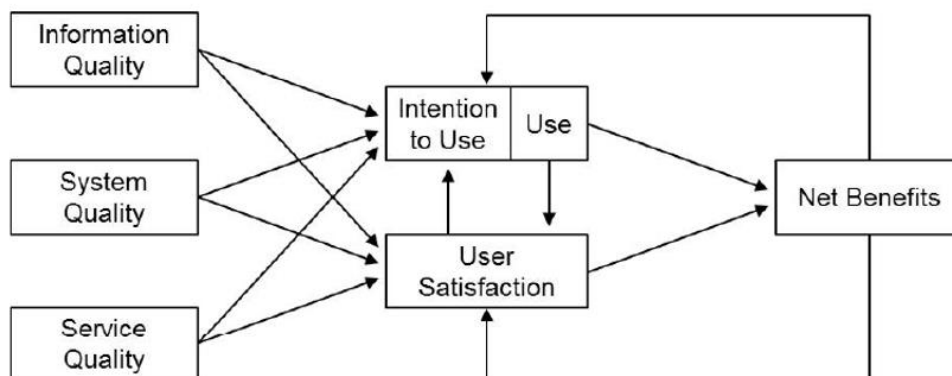 Information
Quality
System
Quality
Service
Quality
Intention
to Use
Use
User
Satisfaction
Net Benefits